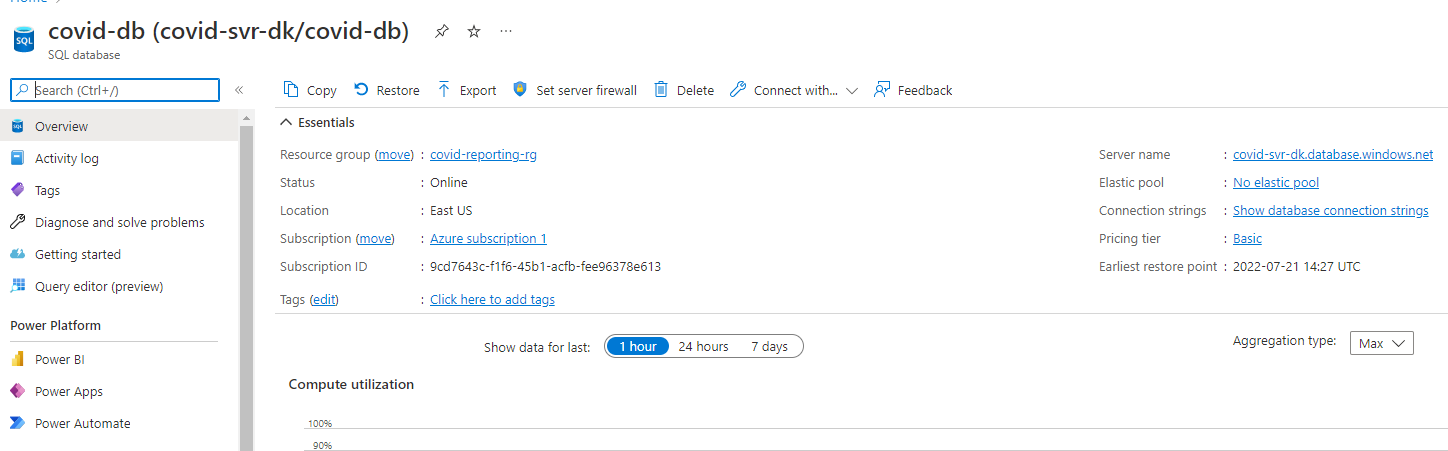 Home
covid-db (covid-svr-dk/covid-db)
SQL database
Search (Ctrl+/)
Overview
Activity log
Tags
Diagnose and solve problems
Getting started
Query editor (preview)
Power Platform
Power BI
Power Apps
Power Automate
Copy Restore Export Set server firewall Delete Connect with... Feedback
Essentials
Resource group (move) : covid-reporting-rg
Status : Online
Location : East US
Subscription (move) : Azure subscription 1
Subscription ID : 9cd7643c-f1f6-45b1-acfb-fee96378e613
Tags (edit) : Click here to add tags
Server name : covid-svr-dk.database.windows.net
Elastic pool : No elastic pool
Connection strings : Show database connection strings
Pricing tier : Basic
Earliest restore point : 2022-07-21 14:27 UTC
Show data for last: 1 hour 24 hours 7 days
Aggregation type: Max
Compute utilization
100%
90%